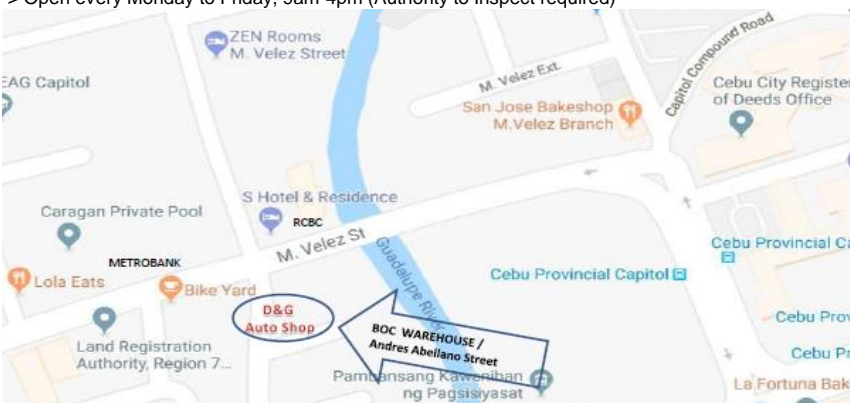 > Open every Monday to Friday, 9am-4pm (Authority to Inspect required)
ZEN Rooms
M. Velez Street
EAG Capitol
M. Velez Ext.
Capitol Compound Road
Cebu City Register
of Deeds Office
San Jose Bakeshop
M.Velez Branch
S Hotel & Residence
RCBC
Caragan Private Pool
M. Velez St
Guadalupe River
METROBANK
Lola Eats
Bike Yard
Cebu Provincial Capitol
Cebu Provincial Ca
D&G
Auto Shop
BOC WAREHOUSE /
Andres Abellano Street
Land Registration
Authority, Region 7...
Pambansang Kawanihan
ng Pagsisiyasat
Cebu Prov
Cebu Pr
La Fortuna Bak